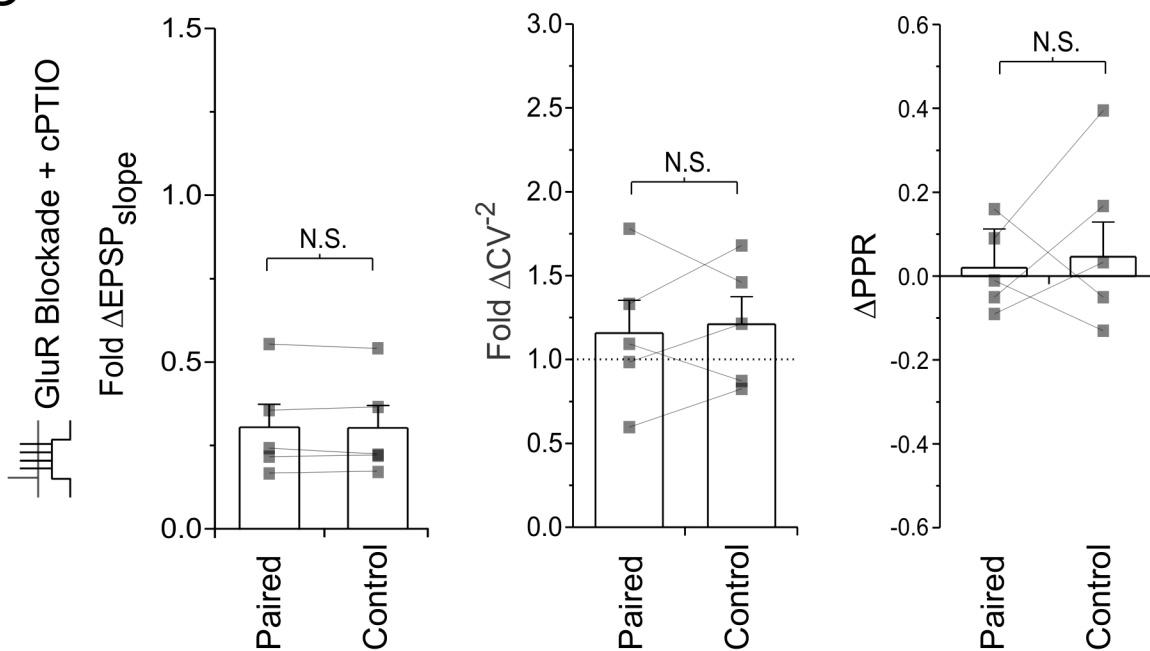 GluR Blockade + cPTIO
Fold ΔEPSPslope
1.5
1.0
0.5
0.0
N.S.
Paired
Control
Fold ΔCV-2
3.0
2.5
2.0
1.5
1.0
0.5
0.0
N.S.
Paired
Control
ΔPPR
0.6
0.4
0.2
0.0
-0.2
-0.4
-0.6
N.S.
Paired
Control